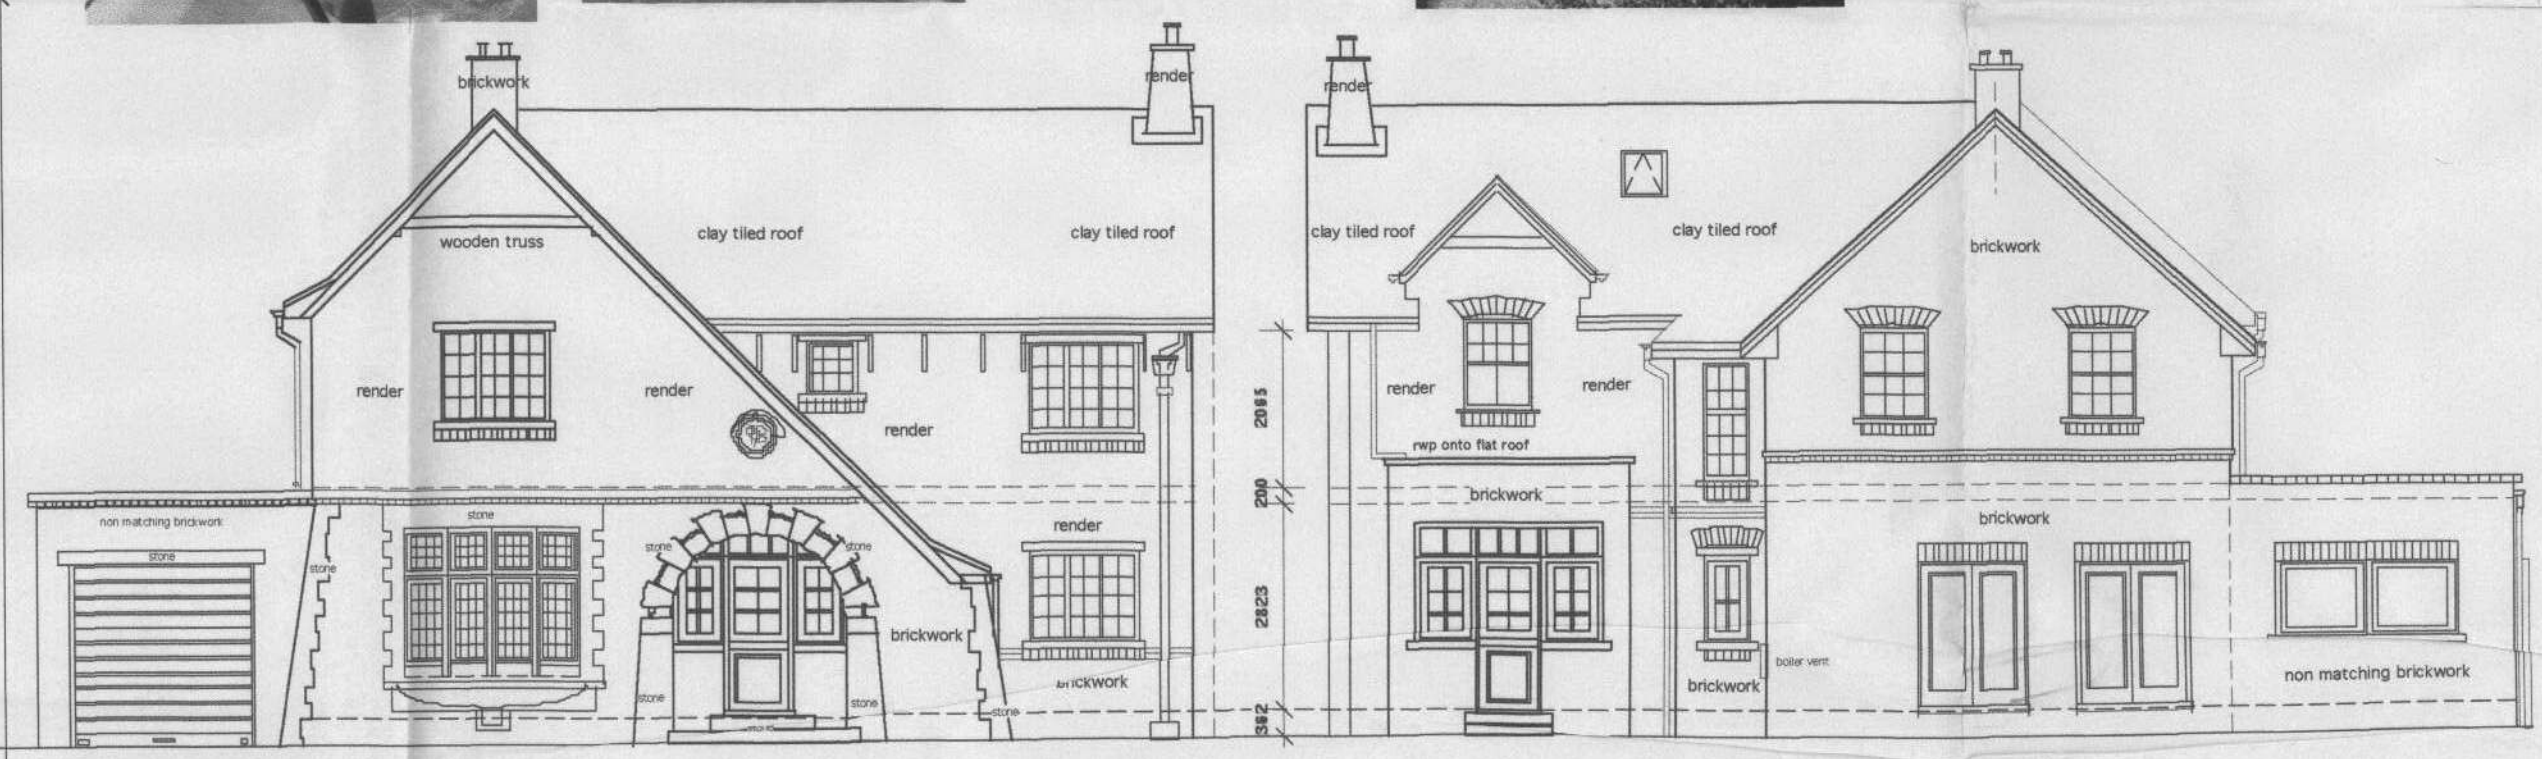 brickwork
render
clay tiled roof
clay tiled roof
wooden truss
render
render
render
non matching brickwork
stone
stone
stone
stone
stone
render
brickwork
stone
stone
brickwork
stone
stone
2065
200
2823
362
render
clay tiled roof
clay tiled roof
brickwork
render
render
rwp onto flat roof
brickwork
brickwork
boiler vent
brickwork
non matching brickwork